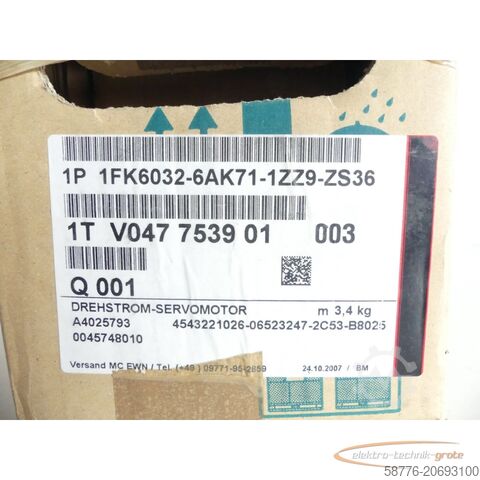 1P 1FK6032-6AK71-1ZZ9-ZS36
1T V047 7539 01 003
Q 001
DREHSTROM-SERVOMOTOR m 3,4 kg
A4025793 4543221026-06523247-2C53-B8025
0045748010
Versand MC EWN / Tel. (+49 ) 09771-95-2859 24.10.2007 / BM
elektro-technik-grote
58776-20693100